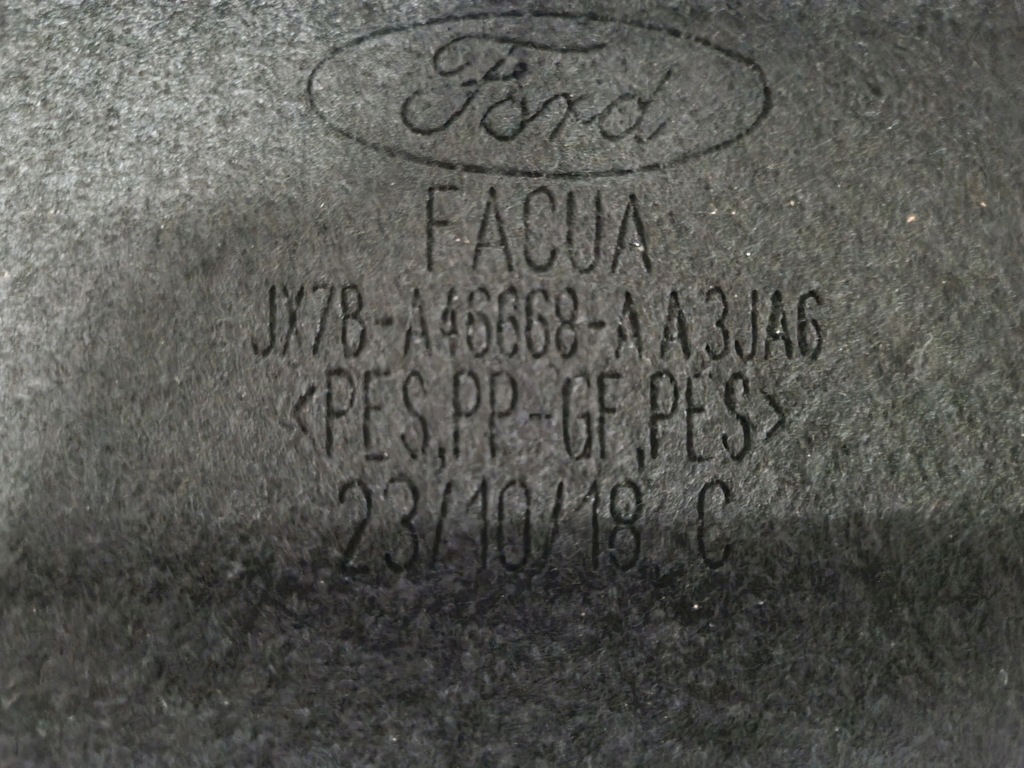 Ford
FACUA
JX7B-A46668-AA3JA6
<PES,PP-GF,PES>
23/10/18 C